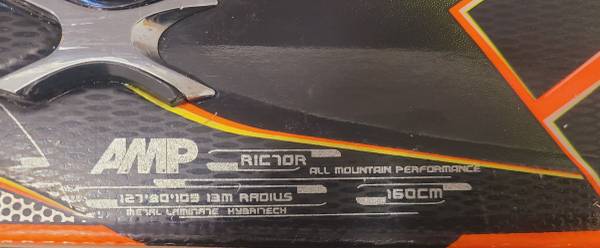 AMP RICTOR
ALL MOUNTAIN PERFORMANCE
127*80*109 13M RADIUS 160CM
METAL LAMINATE HYBRITECH